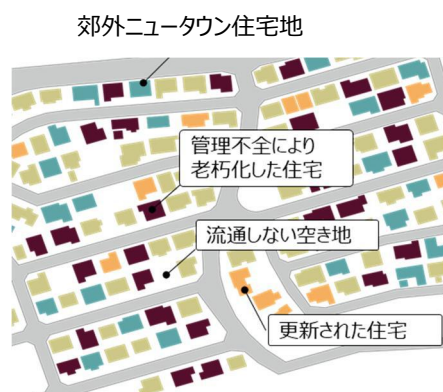 郊外ニュータウン住宅地
管理不全により
老朽化した住宅
流通しない空き地
更新された住宅